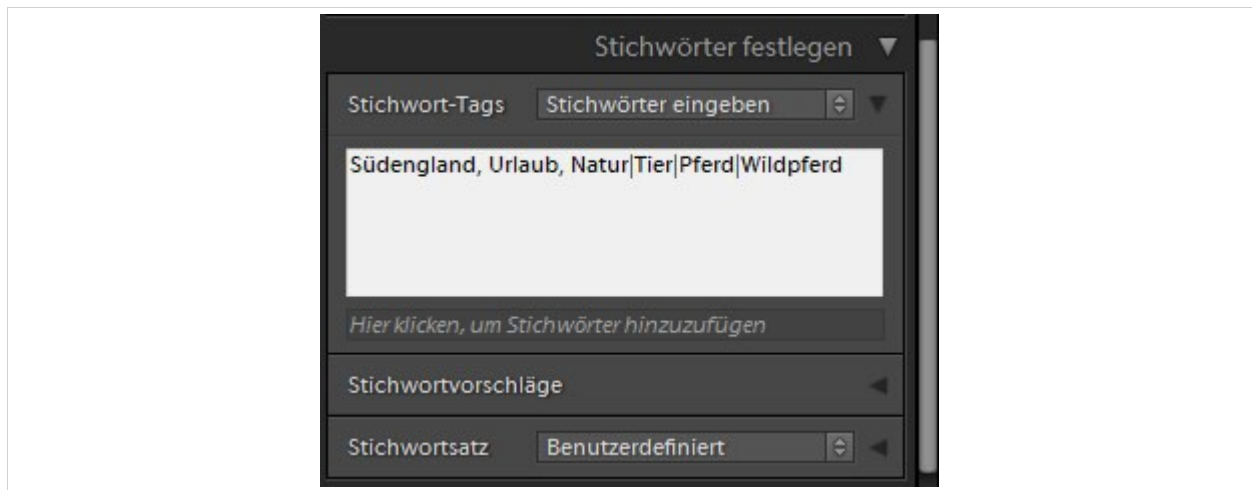 Stichwörter festlegen
Stichwort-Tags Stichwörter eingeben
Südengland, Urlaub, Natur|Tier|Pferd|Wildpferd
Hier klicken, um Stichwörter hinzuzufügen
Stichwortvorschläge
Stichwortsatz Benutzerdefiniert